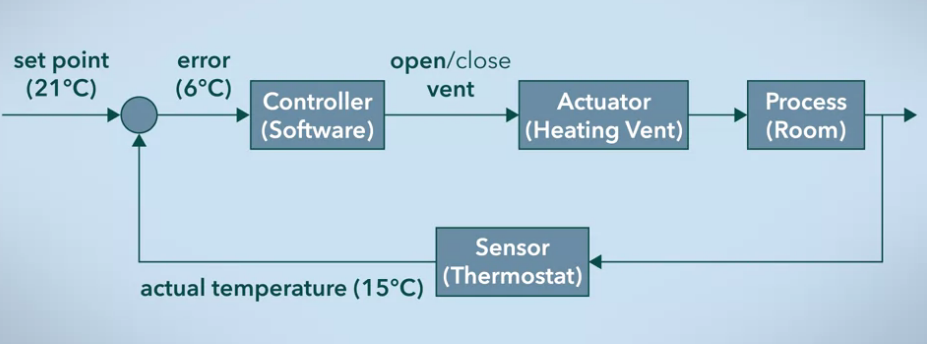 set point
(21°C)
error
(6°C)
open/close
vent
Controller
(Software)
Actuator
(Heating Vent)
Process
(Room)
Sensor
(Thermostat)
actual temperature (15°C)